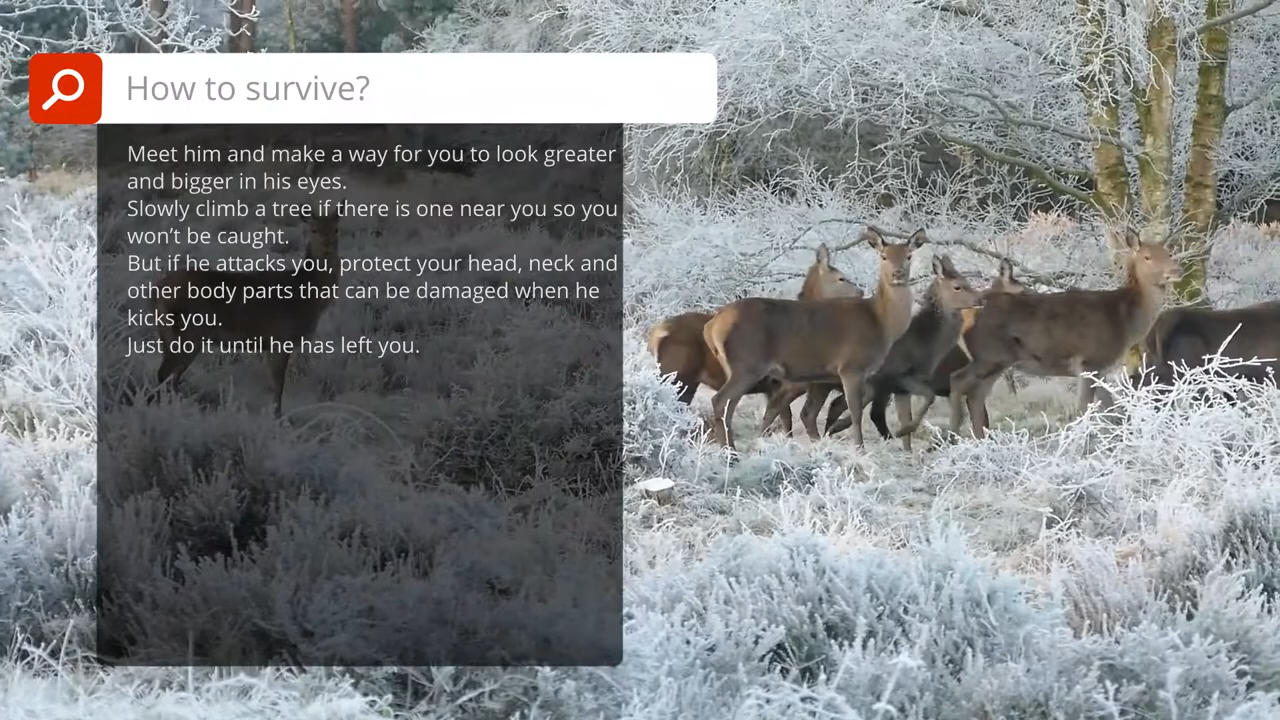 How to survive?
Meet him and make a way for you to look greater
and bigger in his eyes.
Slowly climb a tree if there is one near you so you
won't be caught.
But if he attacks you, protect your head, neck and
other body parts that can be damaged when he
kicks you.
Just do it until he has left you.